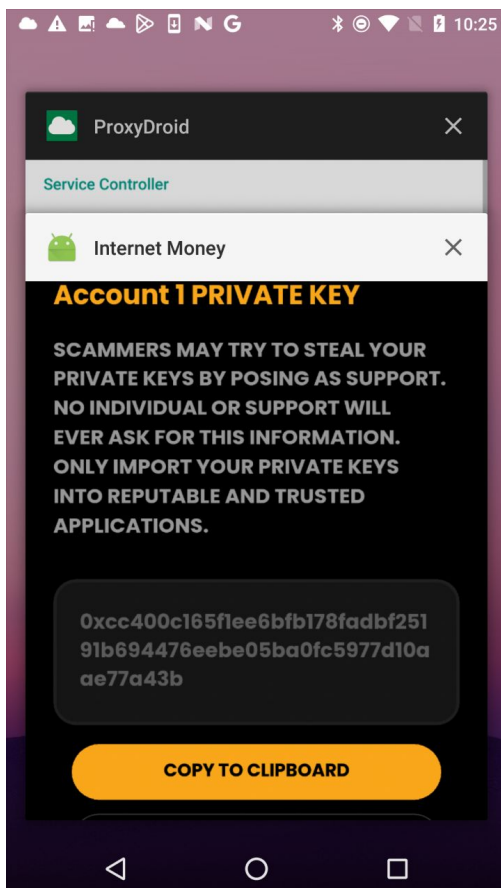 10:25
ProxyDroid
Service Controller
Internet Money
Account 1 PRIVATE KEY
SCAMMERS MAY TRY TO STEAL YOUR
PRIVATE KEYS BY POSING AS SUPPORT.
NO INDIVIDUAL OR SUPPORT WILL
EVER ASK FOR THIS INFORMATION.
ONLY IMPORT YOUR PRIVATE KEYS
INTO REPUTABLE AND TRUSTED
APPLICATIONS.
0xcc400c165f1ee6bfb178fadbf251
91b694476eebe05ba0fc5977d10a
ae77a43b
COPY TO CLIPBOARD